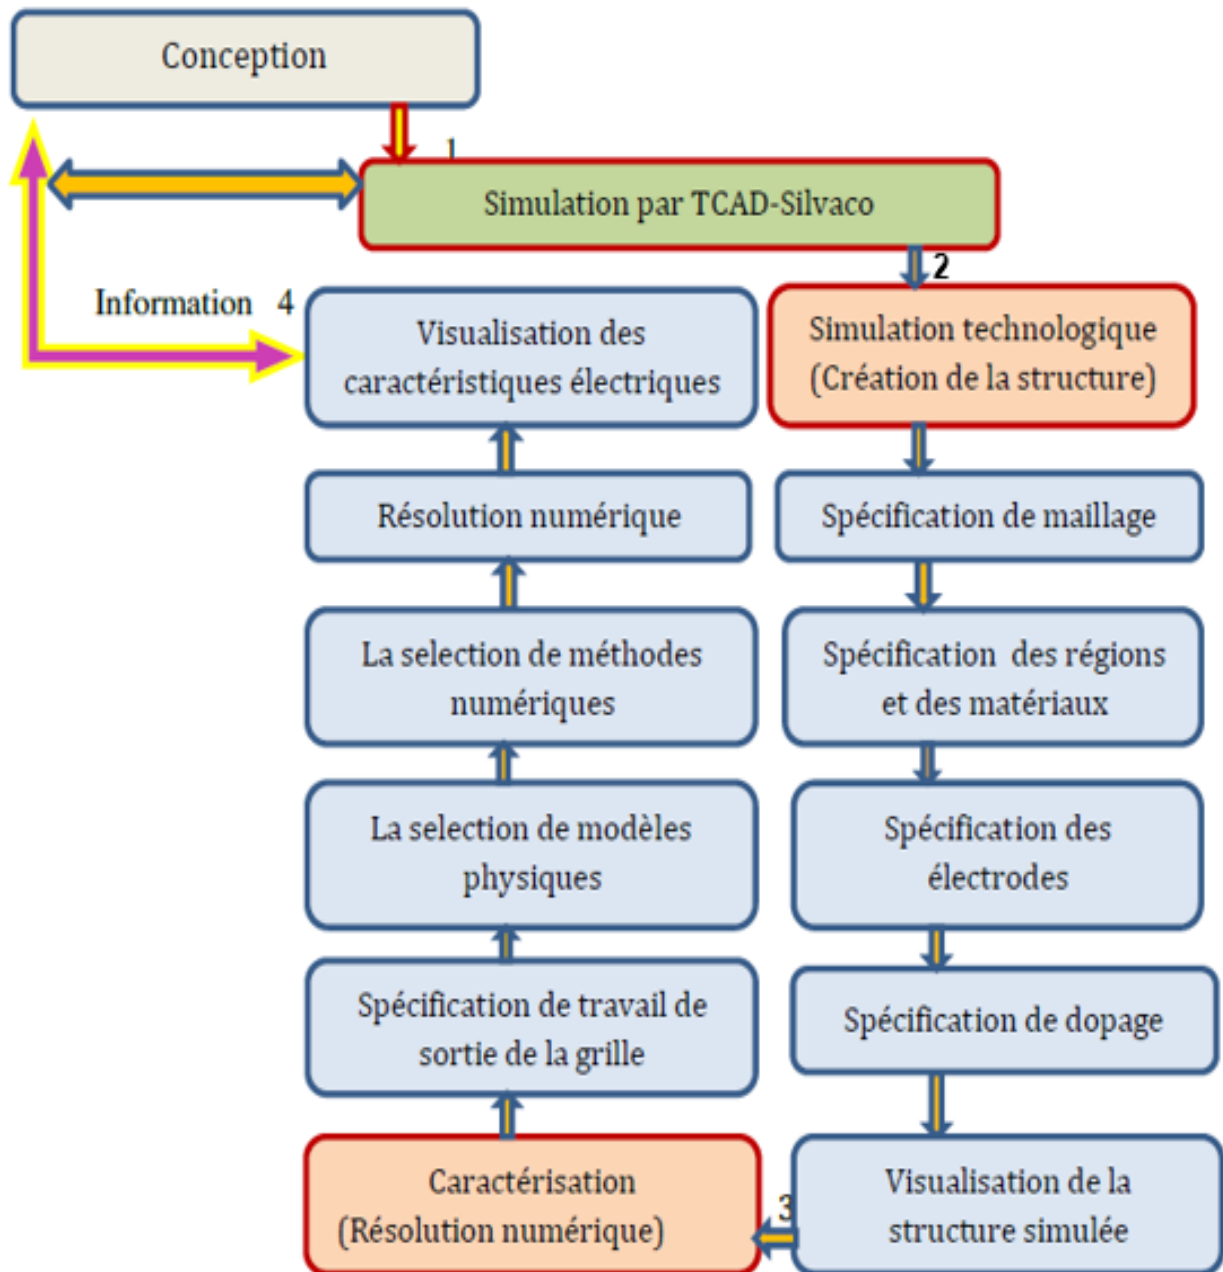 Conception
1
Simulation par TCAD-Silvaco
2
Information 4
Visualisation des
caractéristiques électriques
Simulation technologique
(Création de la structure)
Résolution numérique
Spécification de maillage
La selection de méthodes
numériques
Spécification des régions
et des matériaux
La selection de modèles
physiques
Spécification des
électrodes
Spécification de travail de
sortie de la grille
Spécification de dopage
Caractérisation
(Résolution numérique)
3
Visualisation de la
structure simulée